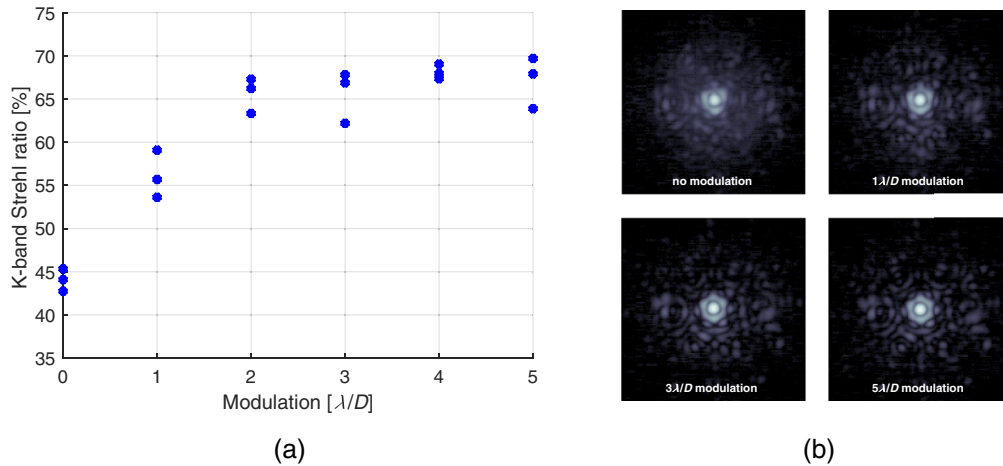 75
70
65
60
55
50
45
40
35
K-band Strehl ratio [%]
0 1 2 3 4 5
Modulation [λ/D]
(a)
no modulation
1λ/D modulation
3λ/D modulation
5λ/D modulation
(b)